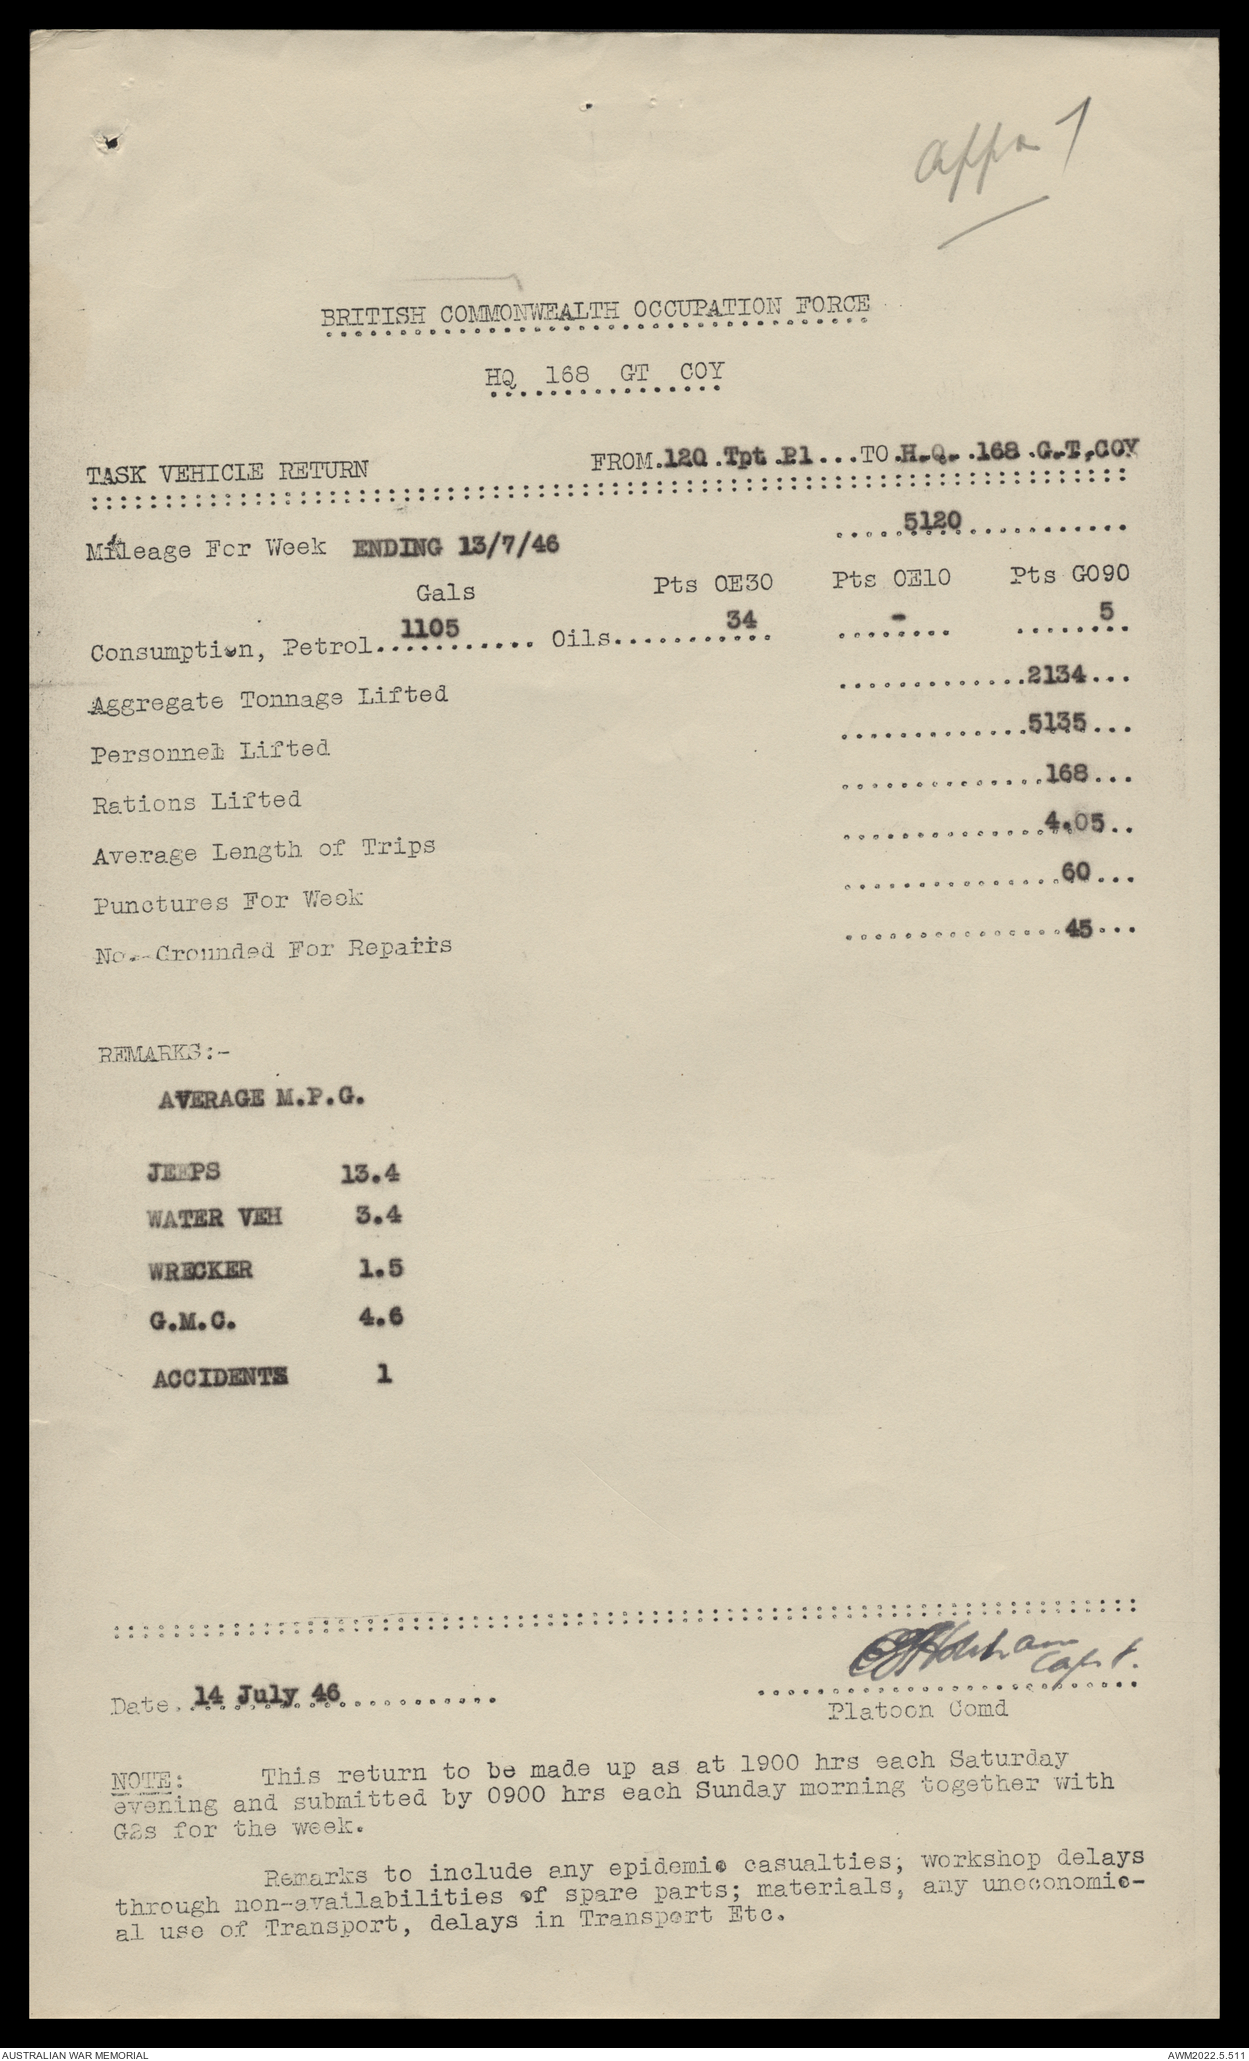 appx 1
BRITISH COMMONWEALTH OCCUPATION FORCE
HQ 168 GT COY
TASK VEHICLE RETURN FROM.120.Tpt.Pl...TO.H.Q..168.G.T.COY
Mileage For Week ENDING 13/7/46 ....5120...........
Gals Pts OE30 Pts OE10 Pts GO90
Consumption, Petrol...1105...... Oils.......34.. ....-.... ......5..
Aggregate Tonnage Lifted .............2134...
Personnel Lifted .............5135...
Rations Lifted ..............168...
Average Length of Trips ..............4.05..
Punctures For Week ...............60...
No.-Grounded For Repairs ...............45...
REMARKS:-
AVERAGE M.P.G.
JEEPS 13.4
WATER VEH 3.4
WRECKER 1.5
G.M.C. 4.6
ACCIDENTS 1
Capt.
Date..14 July 46...........
Platoon Comd
NOTE: This return to be made up as at 1900 hrs each Saturday
evening and submitted by 0900 hrs each Sunday morning together with
G2s for the week.
Remarks to include any epidemic casualties; workshop delays
through non-availabilities of spare parts; materials, any uneconomic-
al use of Transport, delays in Transport Etc.
AUSTRALIAN WAR MEMORIAL AWM2022.5.511